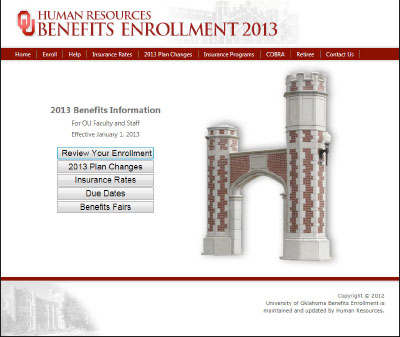 HUMAN RESOURCES
BENEFITS ENROLLMENT 2013
Home Enroll Help Insurance Rates 2013 Plan Changes Insurance Programs COBRA Retiree Contact Us
2013 Benefits Information
For OU Faculty and Staff
Effective January 1, 2013
Review Your Enrollment
2013 Plan Changes
Insurance Rates
Due Dates
Benefits Fairs
Copyright © 2012
University of Oklahoma Benefits Enrollment is
maintained and updated by Human Resources.